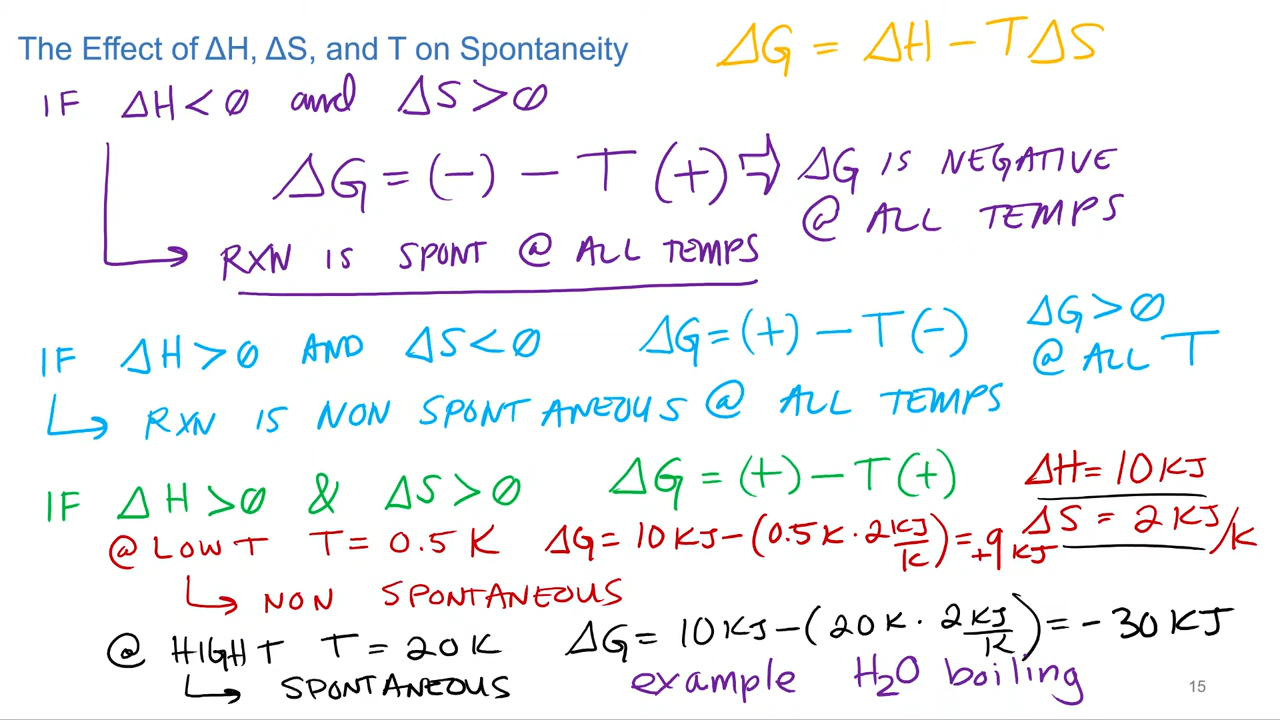 The Effect of ΔH, ΔS, and T on Spontaneity
ΔG = ΔH - TΔS
IF ΔH < 0 and ΔS > 0
ΔG = (-) - T (+) ⇒ ΔG IS NEGATIVE
@ ALL TEMPS
RXN IS SPONT @ ALL TEMPS
IF ΔH > 0 AND ΔS < 0 ΔG = (+) - T(-) ΔG > 0
@ ALL T
RXN IS NON SPONTANEOUS @ ALL TEMPS
IF ΔH > 0 & ΔS > 0 ΔG = (+) - T(+) ΔH = 10 KJ
ΔS = 2 KJ/K
@ LOW T T = 0.5 K ΔG = 10 KJ - (0.5 K · 2 KJ/K) = +9 KJ
NON SPONTANEOUS
@ HIGH T T = 20 K ΔG = 10 KJ - (20 K · 2 KJ/K) = - 30 KJ
SPONTANEOUS example H₂O boiling
15